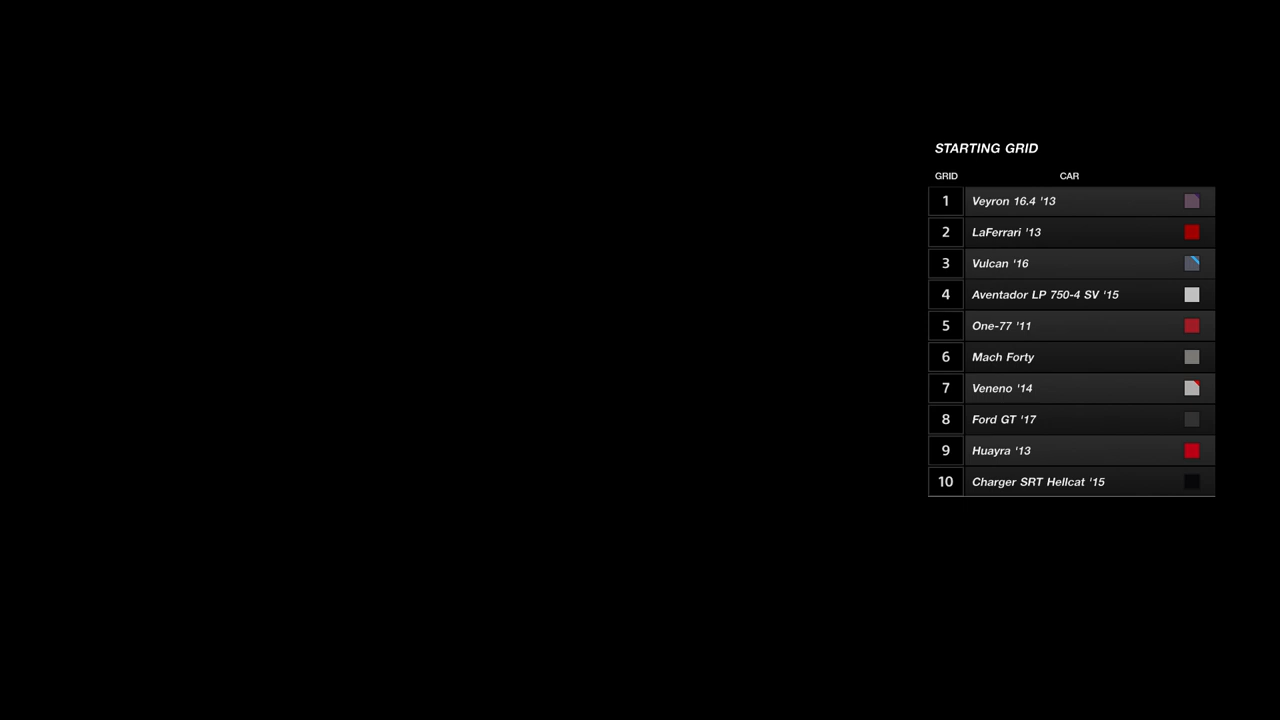 STARTING GRID
GRID CAR
1 Veyron 16.4 '13
2 LaFerrari '13
3 Vulcan '16
4 Aventador LP 750-4 SV '15
5 One-77 '11
6 Mach Forty
7 Veneno '14
8 Ford GT '17
9 Huayra '13
10 Charger SRT Hellcat '15